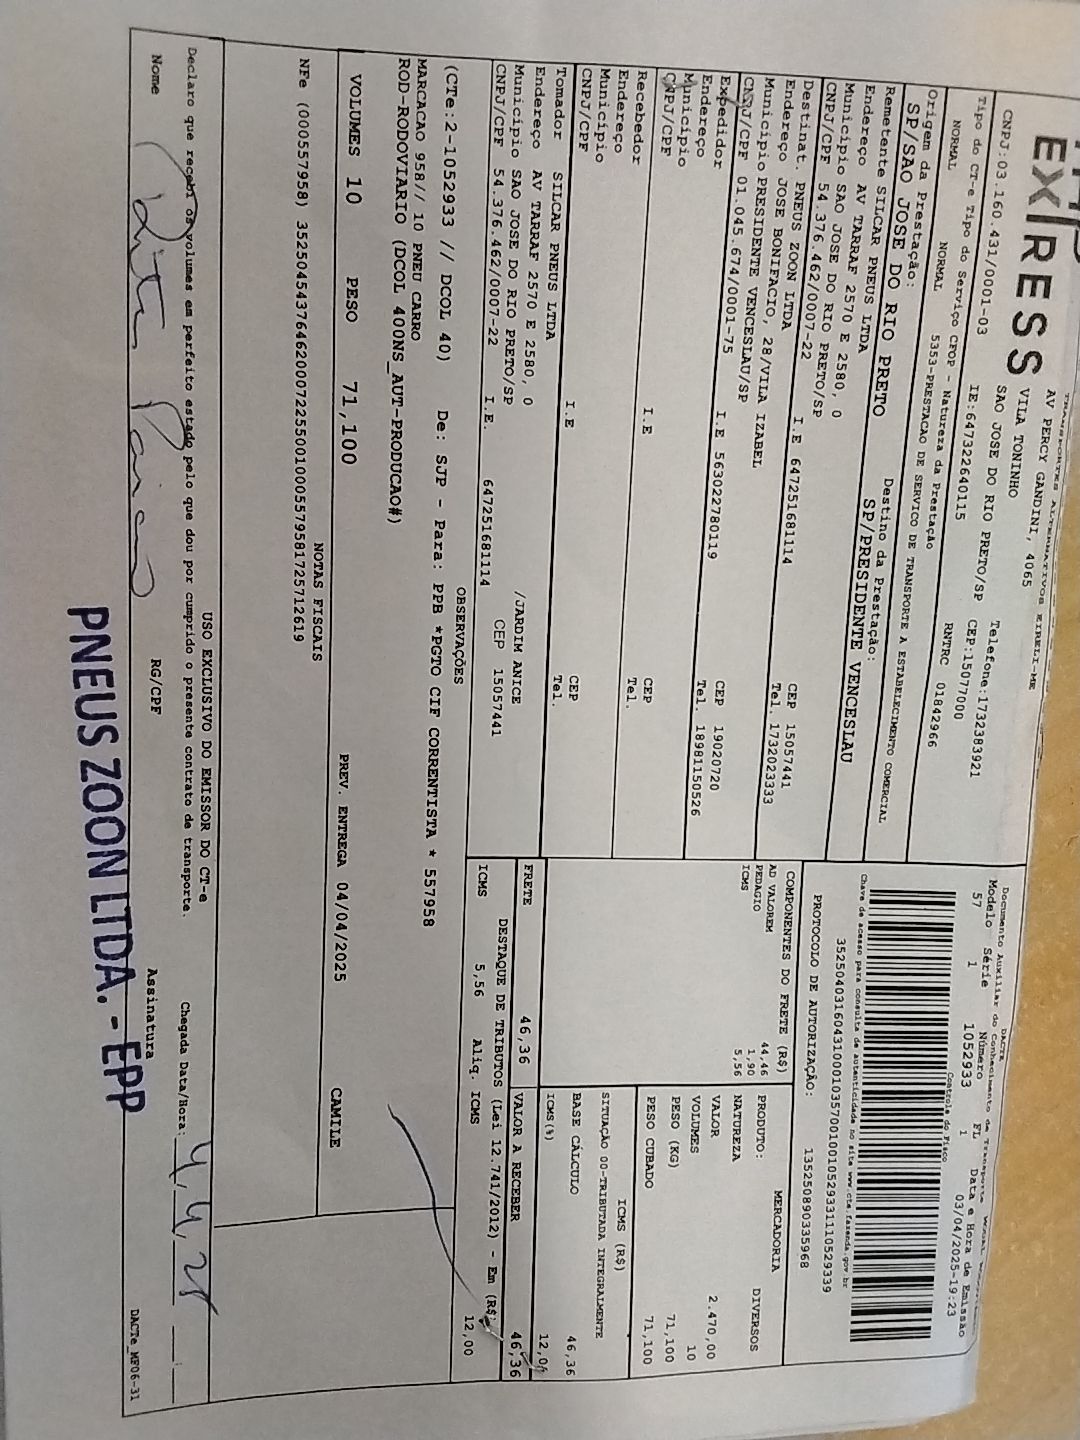 EX/RESS
TRANSPORTES ALTERNATIVOS EIRELI-ME
AV PERCY GANDINI, 4065
VILA TONINHO
SAO JOSE DO RIO PRETO/SP Telefone:1732383921
CNPJ:03.160.431/0001-03 IE:647322640115 CEP:15077000
Tipo do CT-e Tipo do Serviço CFOP - Natureza da Prestação RNTRC 01842966
NORMAL NORMAL 5353-PRESTACAO DE SERVICO DE TRANSPORTE A ESTABELECIMENTO COMERCIAL
Origem da Prestação: Destino da Prestação:
SP/SAO JOSE DO RIO PRETO SP/PRESIDENTE VENCESLAU
Remetente SILCAR PNEUS LTDA
Endereço AV TARRAF 2570 E 2580, 0
Município SAO JOSE DO RIO PRETO/SP CEP 15057441
CNPJ/CPF 54.376.462/0007-22 I.E 647251681114 Tel. 1732023333
Destinat. PNEUS ZOON LTDA
Endereço JOSE BONIFACIO, 28/VILA IZABEL
Município PRESIDENTE VENCESLAU/SP CEP 19020720
CNPJ/CPF 01.045.674/0001-75 I.E 563022780119 Tel. 18981150526
Expedidor
Endereço
Município CEP
CNPJ/CPF I.E Tel.
Recebedor
Endereço
Município CEP
CNPJ/CPF I.E Tel.
Tomador SILCAR PNEUS LTDA
Endereço AV TARRAF 2570 E 2580, 0 /JARDIM ANICE
Município SAO JOSE DO RIO PRETO/SP CEP 15057441
CNPJ/CPF 54.376.462/0007-22 I.E. 647251681114
DACTE
Documento Auxiliar do Conhecimento de Transporte
Modelo Série Número FL Data e Hora de Emissão
57 1 1052933 1 03/04/2025-19:23
Controle do Fisco
Chave de acesso para consulta de autenticidade no site www.cte.fazenda.gov.br
35250403160431000103570010010529331110529339
PROTOCOLO DE AUTORIZAÇÃO: 135250890335968
COMPONENTES DO FRETE (R$)
AD VALOREM 44,46
PEDAGIO 1,90
ICMS 5,56
FRETE 46,36
MERCADORIA
PRODUTO: DIVERSOS
NATUREZA
VALOR 2.470,00
VOLUMES 10
PESO (KG) 71,100
PESO CUBADO 71,100
ICMS (R$)
SITUAÇÃO 00-TRIBUTADA INTEGRALMENTE
BASE CÁLCULO 46,36
ICMS(%)
VALOR A RECEBER 46,36
DESTAQUE DE TRIBUTOS (Lei 12.741/2012) - Em (R$)
ICMS 5,56 Aliq. ICMS 12,00
OBSERVAÇÕES
(CTe:2-1052933 // DCOL 40) De: SJP - Para: PPB *PGTO CIF CORRENTISTA * 557958
MARCACAO 958// 10 PNEU CARRO
ROD-RODOVIARIO (DCOL 400NS_AUT-PRODUCAO#)
VOLUMES 10 PESO 71,100 PREV. ENTREGA 04/04/2025 CAMILE
NOTAS FISCAIS
NFe (000557958) 35250454376462000722550010005579581725712619
USO EXCLUSIVO DO EMISSOR DO CT-e
Declaro que recebi os volumes em perfeito estado pelo que dou por cumprido o presente contrato de transporte. Chegada Data/Hora: 4/4/25
Nome RG/CPF Assinatura
PNEUS ZOON LTDA. - EPP
DACTe_MF06-31